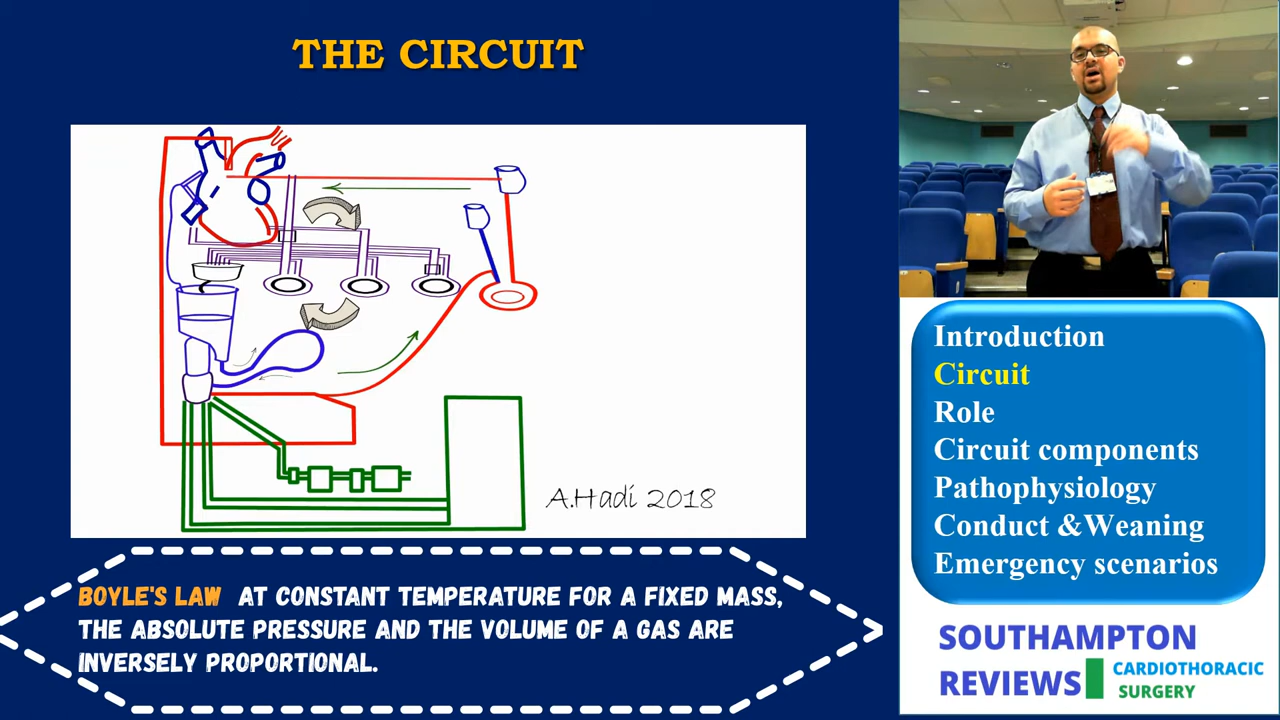 THE CIRCUIT
A.Hadi 2018
BOYLE'S LAW AT CONSTANT TEMPERATURE FOR A FIXED MASS,
THE ABSOLUTE PRESSURE AND THE VOLUME OF A GAS ARE
INVERSELY PROPORTIONAL.
Introduction
Circuit
Role
Circuit components
Pathophysiology
Conduct &Weaning
Emergency scenarios
SOUTHAMPTON
REVIEWS
CARDIOTHORACIC
SURGERY